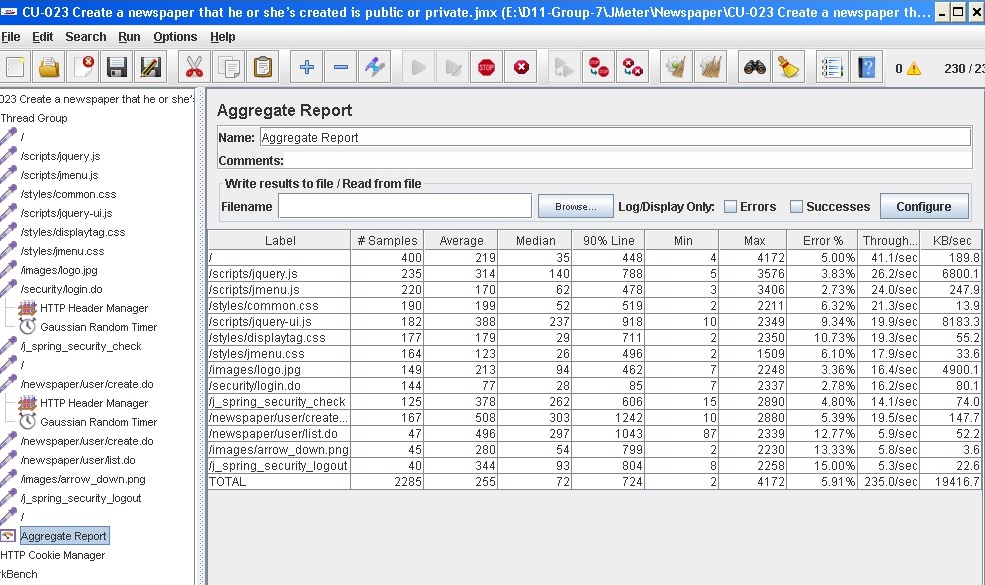 CU-023 Create a newspaper that he or she's created is public or private.jmx (E:\D11-Group-7\JMeter\Newspaper\CU-023 Create a newspaper th...
File Edit Search Run Options Help
0 230 / 23
023 Create a newspaper that he or she's
Thread Group
/
/scripts/jquery.js
/scripts/jmenu.js
/styles/common.css
/scripts/jquery-ui.js
/styles/displaytag.css
/styles/jmenu.css
/images/logo.jpg
/security/login.do
HTTP Header Manager
Gaussian Random Timer
/j_spring_security_check
/
/newspaper/user/create.do
HTTP Header Manager
Gaussian Random Timer
/newspaper/user/create.do
/newspaper/user/list.do
/images/arrow_down.png
/j_spring_security_logout
/
Aggregate Report
HTTP Cookie Manager
rkBench
Aggregate Report
Name: Aggregate Report
Comments:
Write results to file / Read from file
Filename Browse... Log/Display Only: Errors Successes Configure
Label # Samples Average Median 90% Line Min Max Error % Through... KB/sec
/ 400 219 35 448 4 4172 5.00% 41.1/sec 189.8
/scripts/jquery.js 235 314 140 788 5 3576 3.83% 26.2/sec 6800.1
/scripts/jmenu.js 220 170 62 478 3 3406 2.73% 24.0/sec 247.9
/styles/common.css 190 199 52 519 2 2211 6.32% 21.3/sec 13.9
/scripts/jquery-ui.js 182 388 237 918 10 2349 9.34% 19.9/sec 8183.3
/styles/displaytag.css 177 179 29 711 2 2350 10.73% 19.3/sec 55.2
/styles/jmenu.css 164 123 26 496 2 1509 6.10% 17.9/sec 33.6
/images/logo.jpg 149 213 94 462 7 2248 3.36% 16.4/sec 4900.1
/security/login.do 144 77 28 85 7 2337 2.78% 16.2/sec 80.1
/j_spring_security_check 125 378 262 606 15 2890 4.80% 14.1/sec 74.0
/newspaper/user/create... 167 508 303 1242 10 2880 5.39% 19.5/sec 147.7
/newspaper/user/list.do 47 496 297 1043 87 2339 12.77% 5.9/sec 52.2
/images/arrow_down.png 45 280 54 799 2 2230 13.33% 5.8/sec 3.6
/j_spring_security_logout 40 344 93 804 8 2258 15.00% 5.3/sec 22.6
TOTAL 2285 255 72 724 2 4172 5.91% 235.0/sec 19416.7